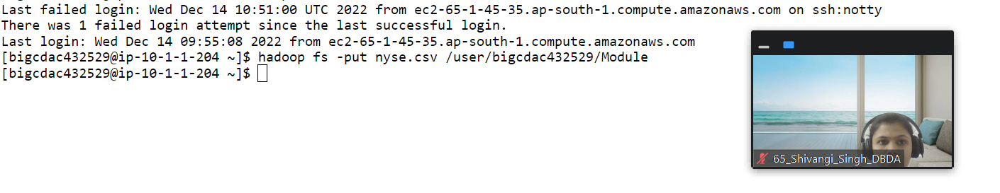 Last failed login: Wed Dec 14 10:51:00 UTC 2022 from ec2-65-1-45-35.ap-south-1.compute.amazonaws.com on ssh:notty
There was 1 failed login attempt since the last successful login.
Last login: Wed Dec 14 09:55:08 2022 from ec2-65-1-45-35.ap-south-1.compute.amazonaws.com
[bigcdac432529@ip-10-1-1-204 ~]$ hadoop fs -put nyse.csv /user/bigcdac432529/Module
[bigcdac432529@ip-10-1-1-204 ~]$
65_Shivangi_Singh_DBDA